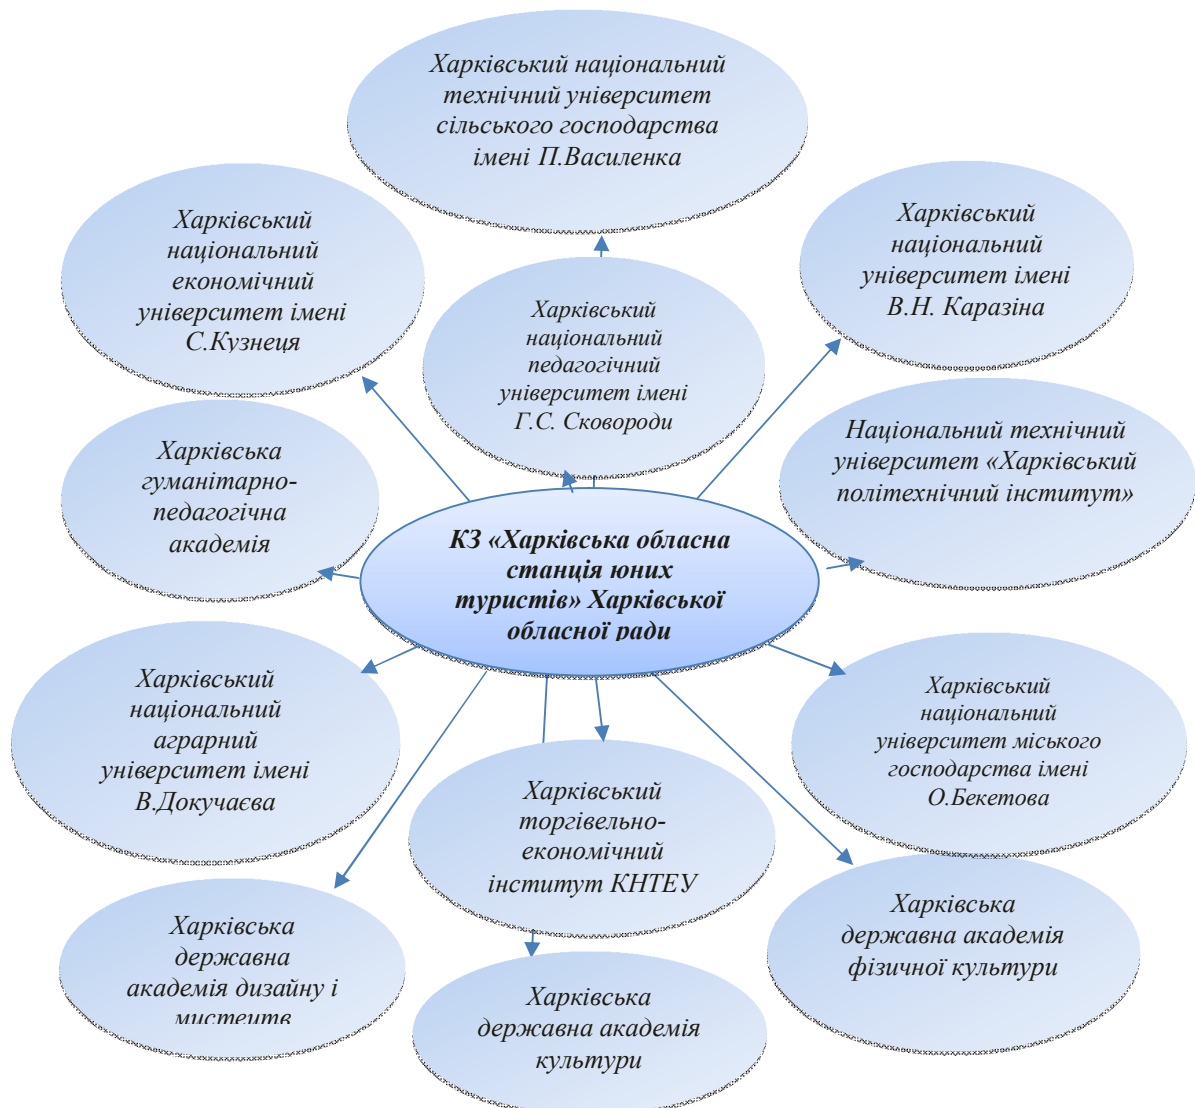 Харківський національний
технічний університет
сільського господарства
імені П.Василенка
Харківський
національний
економічний
університет імені
С.Кузнеця
Харківський
національний
університет імені
В.Н. Каразіна
Харківський
національний
педагогічний
університет імені
Г.С. Сковороди
Харківська
гуманітарно-
педагогічна
академія
Національний технічний
університет «Харківський
політехнічний інститут»
КЗ «Харківська обласна
станція юних
туристів» Харківської
обласної ради
Харківський
національний
аграрний
університет імені
В.Докучаєва
Харківський
національний
університет міського
господарства імені
О.Бекетова
Харківський
торгівельно-
економічний
інститут КНТЕУ
Харківська
державна
академія дизайну і
мистецтв
Харківська
державна академія
культури
Харківська
державна академія
фізичної культури